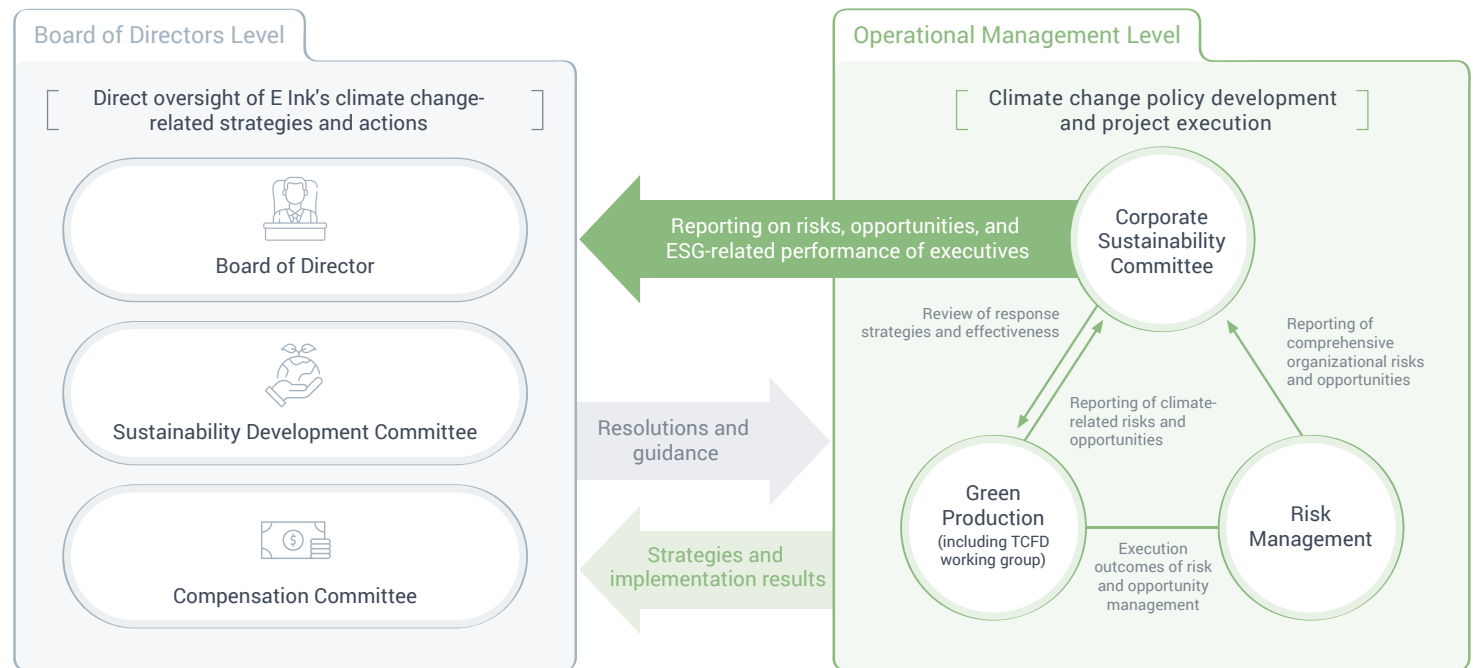 Board of Directors Level
Direct oversight of E Ink's climate change-
related strategies and actions
Board of Director
Sustainability Development Committee
Compensation Committee
Reporting on risks, opportunities, and
ESG-related performance of executives
Resolutions and
guidance
Strategies and
implementation results
Operational Management Level
Climate change policy development
and project execution
Corporate
Sustainability
Committee
Review of response
strategies and effectiveness
Reporting of climate-
related risks and
opportunities
Reporting of
comprehensive
organizational risks
and opportunities
Green
Production
(including TCFD
working group)
Execution
outcomes of risk
and opportunity
management
Risk
Management